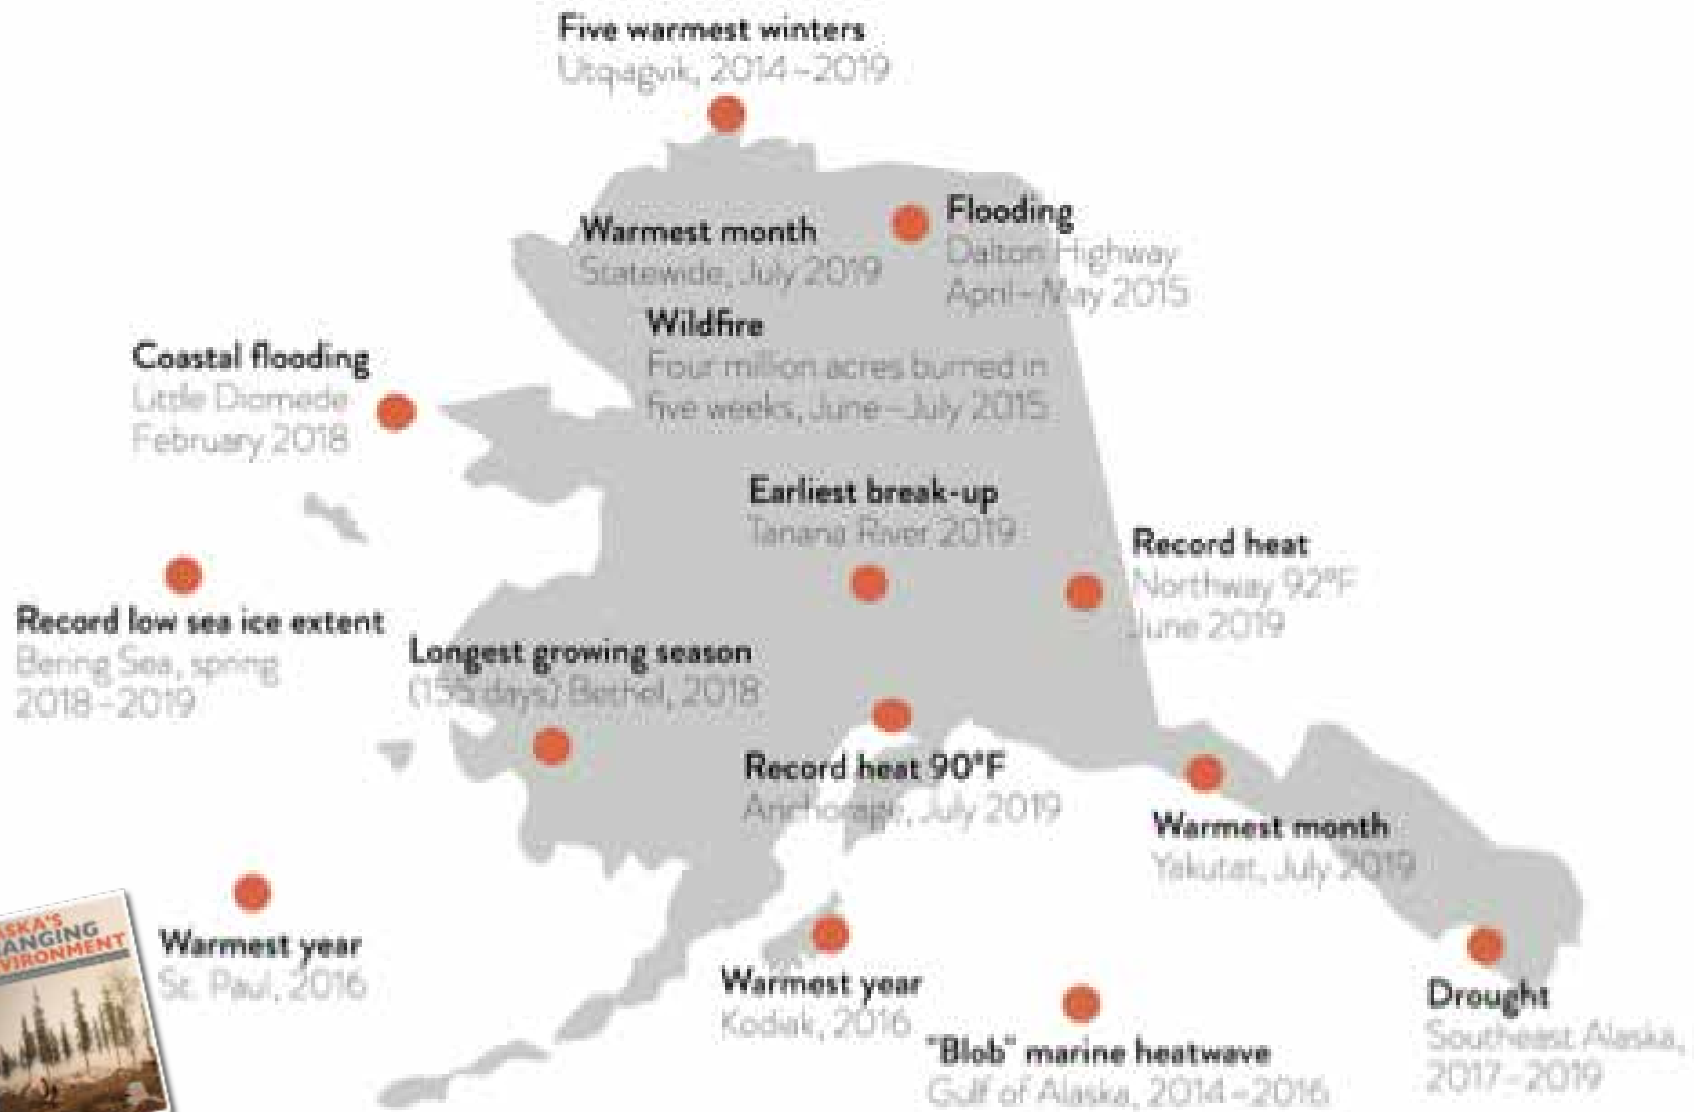 Five warmest winters
Utqiagvik, 2014–2019
Flooding
Dalton Highway
April–May 2015
Warmest month
Statewide, July 2019
Wildfire
Four million acres burned in
five weeks, June–July 2015
Coastal flooding
Little Diomede
February 2018
Earliest break-up
Tanana River 2019
Record heat
Northway 92°F
June 2019
Record low sea ice extent
Bering Sea, spring
2018–2019
Longest growing season
days) Bethel, 2018
Record heat 90°F
Anchorage, July 2019
Warmest month
Yakutat, July 2019
Warmest year
St. Paul, 2016
Warmest year
Kodiak, 2016
"Blob" marine heatwave
Gulf of Alaska, 2014–2016
Drought
Southeast Alaska,
2017–2019
ASKA'S
ANGING
VIRONMENT